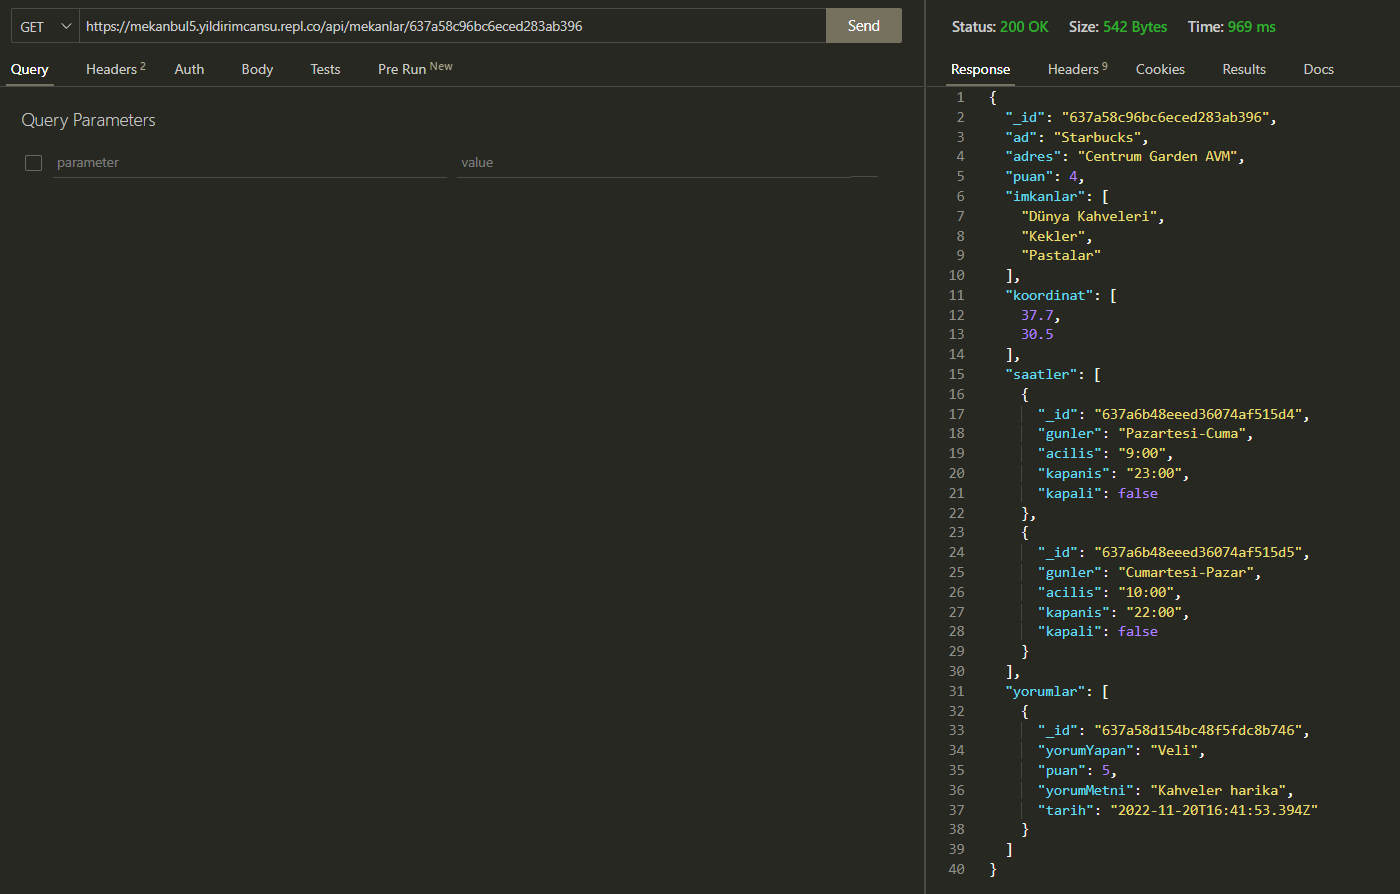 GET https://mekanbul5.yildirimcansu.repl.co/api/mekanlar/637a58c96bc6eced283ab396 Send
Query Headers 2 Auth Body Tests Pre Run New
Query Parameters
parameter value
Status: 200 OK Size: 542 Bytes Time: 969 ms
Response Headers 9 Cookies Results Docs
1 {
2 "_id": "637a58c96bc6eced283ab396",
3 "ad": "Starbucks",
4 "adres": "Centrum Garden AVM",
5 "puan": 4,
6 "imkanlar": [
7 "Dünya Kahveleri",
8 "Kekler",
9 "Pastalar"
10 ],
11 "koordinat": [
12 37.7,
13 30.5
14 ],
15 "saatler": [
16 {
17 "_id": "637a6b48eeed36074af515d4",
18 "gunler": "Pazartesi-Cuma",
19 "acilis": "9:00",
20 "kapanis": "23:00",
21 "kapali": false
22 },
23 {
24 "_id": "637a6b48eeed36074af515d5",
25 "gunler": "Cumartesi-Pazar",
26 "acilis": "10:00",
27 "kapanis": "22:00",
28 "kapali": false
29 }
30 ],
31 "yorumlar": [
32 {
33 "_id": "637a58d154bc48f5fdc8b746",
34 "yorumYapan": "Veli",
35 "puan": 5,
36 "yorumMetni": "Kahveler harika",
37 "tarih": "2022-11-20T16:41:53.394Z"
38 }
39 ]
40 }